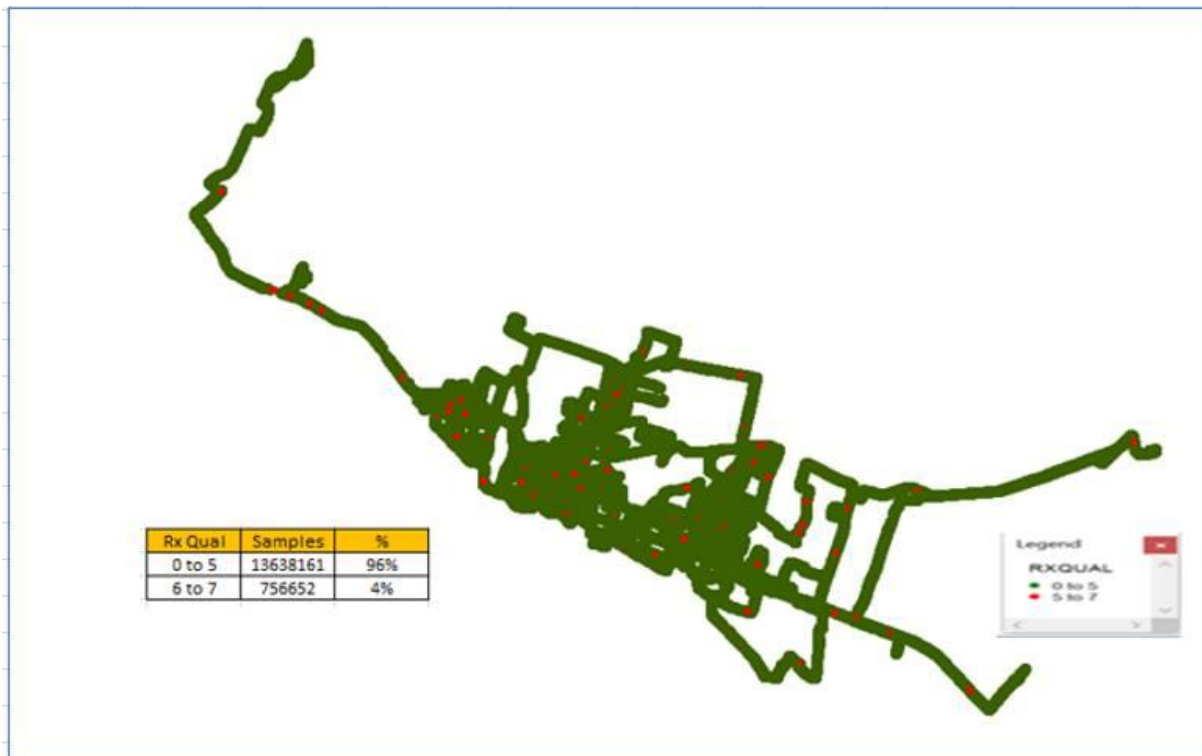 Rx Qual Samples %
0 to 5 13638161 96%
6 to 7 756652 4%
Legend
RXQUAL
0 to 5
5 to 7